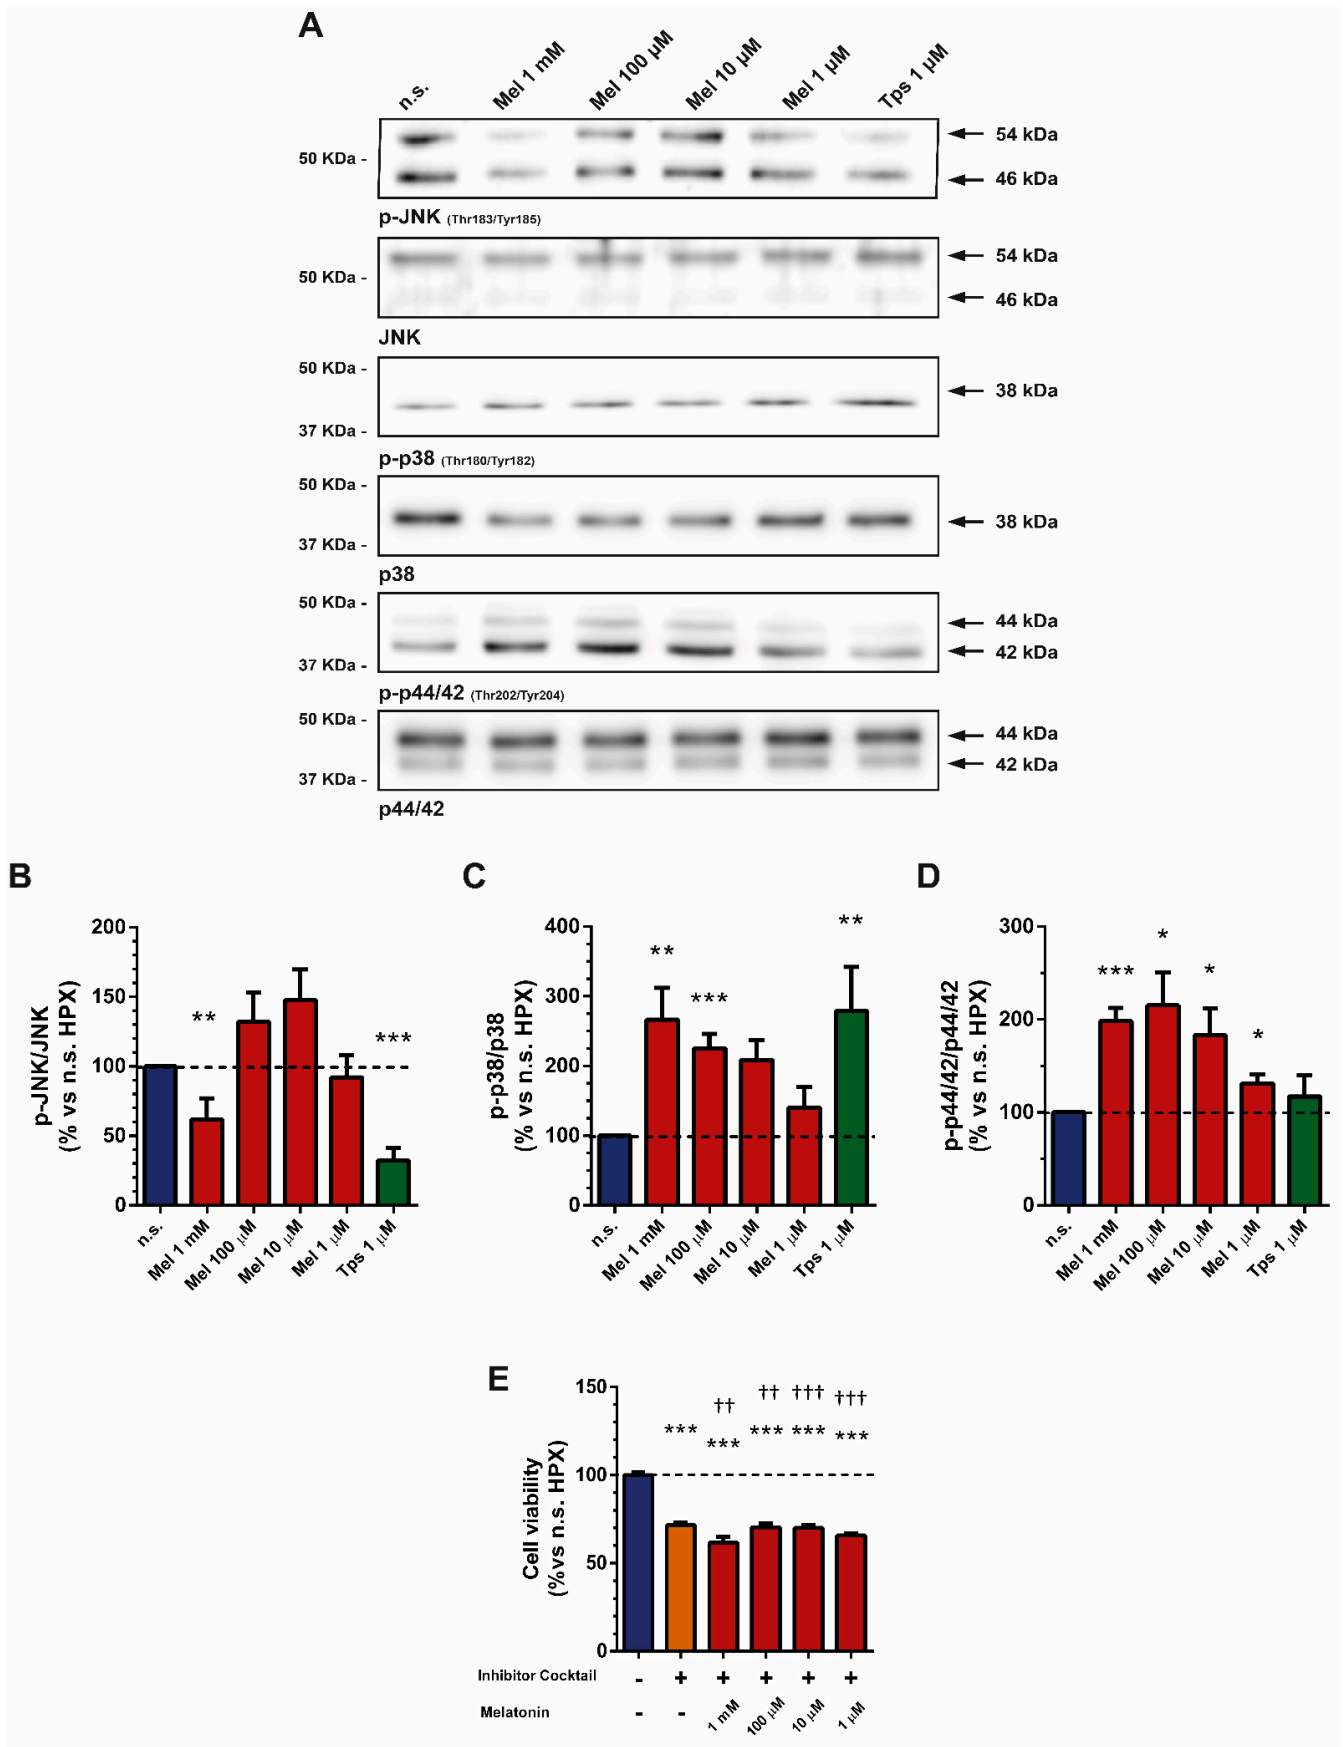 A
n.s.
Mel 1 mM
Mel 100 µM
Mel 10 µM
Mel 1 µM
Tps 1 µM
50 KDa -
54 kDa
46 kDa
p-JNK (Thr183/Tyr185)
50 KDa -
54 kDa
46 kDa
JNK
50 KDa -
38 kDa
37 KDa -
p-p38 (Thr180/Tyr182)
50 KDa -
38 kDa
37 KDa -
p38
50 KDa -
44 kDa
42 kDa
37 KDa -
p-p44/42 (Thr202/Tyr204)
50 KDa -
44 kDa
42 kDa
37 KDa -
p44/42
B
p-JNK/JNK
(% vs n.s. HPX)
200
150
100
50
0
**
***
n.s.
Mel 1 mM
Mel 100 µM
Mel 10 µM
Mel 1 µM
Tps 1 µM
C
p-p38/p38
(% vs n.s. HPX)
400
300
200
100
0
**
***
**
n.s.
Mel 1 mM
Mel 100 µM
Mel 10 µM
Mel 1 µM
Tps 1 µM
D
p-p44/42/p44/42
(% vs n.s. HPX)
300
200
100
0
***
*
*
*
n.s.
Mel 1 mM
Mel 100 µM
Mel 10 µM
Mel 1 µM
Tps 1 µM
E
Cell viability
(%vs n.s. HPX)
150
100
50
0
†† †† ††† †††
*** *** *** *** ***
Inhibitor Cocktail - + + + + +
Melatonin - - 1 mM 100 µM 10 µM 1 µM